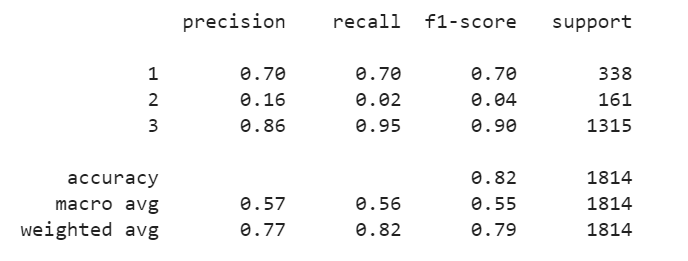 precision recall f1-score support
1 0.70 0.70 0.70 338
2 0.16 0.02 0.04 161
3 0.86 0.95 0.90 1315
accuracy 0.82 1814
macro avg 0.57 0.56 0.55 1814
weighted avg 0.77 0.82 0.79 1814